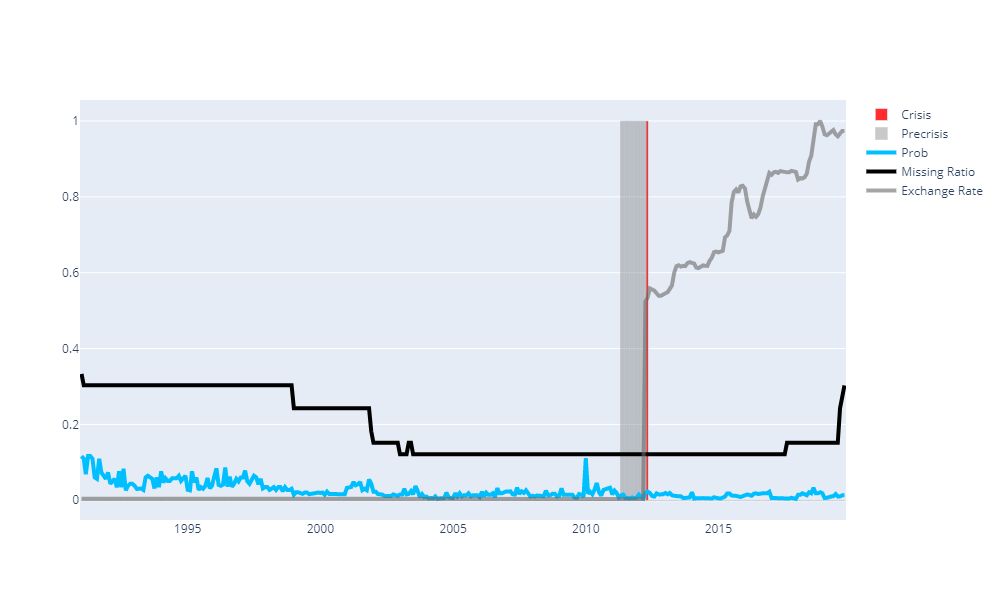 1
0.8
0.6
0.4
0.2
0
1995
2000
2005
2010
2015
Crisis
Precrisis
Prob
Missing Ratio
Exchange Rate